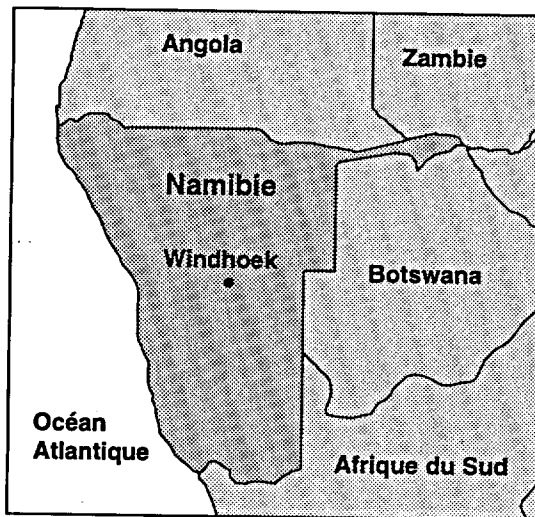 Angola
Zambie
Namibie
Windhoek
Botswana
Océan
Atlantique
Afrique du Sud